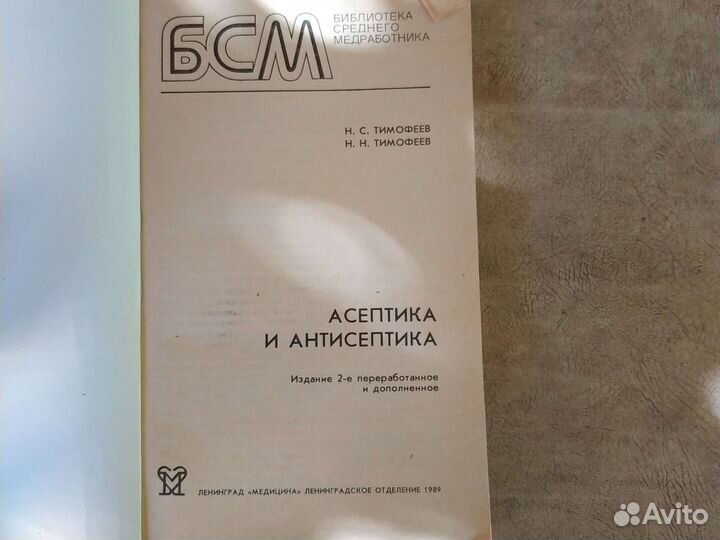 БСМ
БИБЛИОТЕКА
СРЕДНЕГО
МЕДРАБОТНИКА
Н. С. ТИМОФЕЕВ
Н. Н. ТИМОФЕЕВ
АСЕПТИКА
И АНТИСЕПТИКА
Издание 2-е переработанное
и дополненное
ЛЕНИНГРАД «МЕДИЦИНА» ЛЕНИНГРАДСКОЕ ОТДЕЛЕНИЕ 1989
Avito